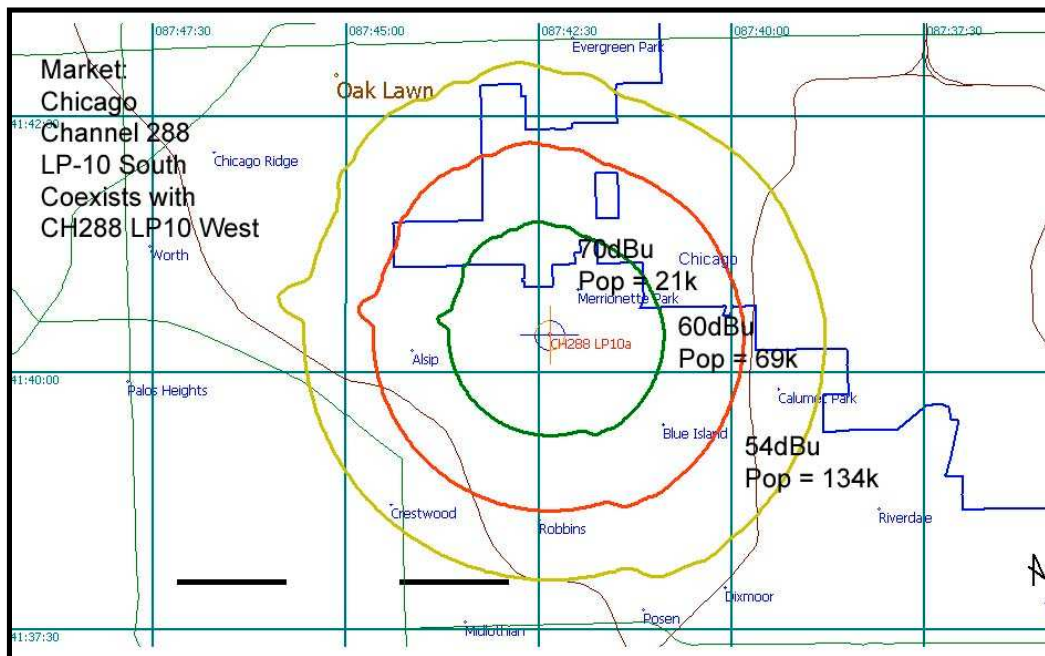 087:47:30
087:45:00
087:42:30
087:40:00
087:37:30
Evergreen Park
Market:
Chicago
Channel 288
LP-10 South
Coexists with
CH288 LP10 West
Oak Lawn
41:42:00
Chicago Ridge
Worth
70dBu
Pop = 21k
Chicago
Merrionette Park
60dBu
Pop = 69k
CH288 LP10a
Alsip
41:40:00
Palos Heights
Calumet Park
Blue Island
54dBu
Pop = 134k
Crestwood
Robbins
Riverdale
Dixmoor
Posen
Midlothian
41:37:30